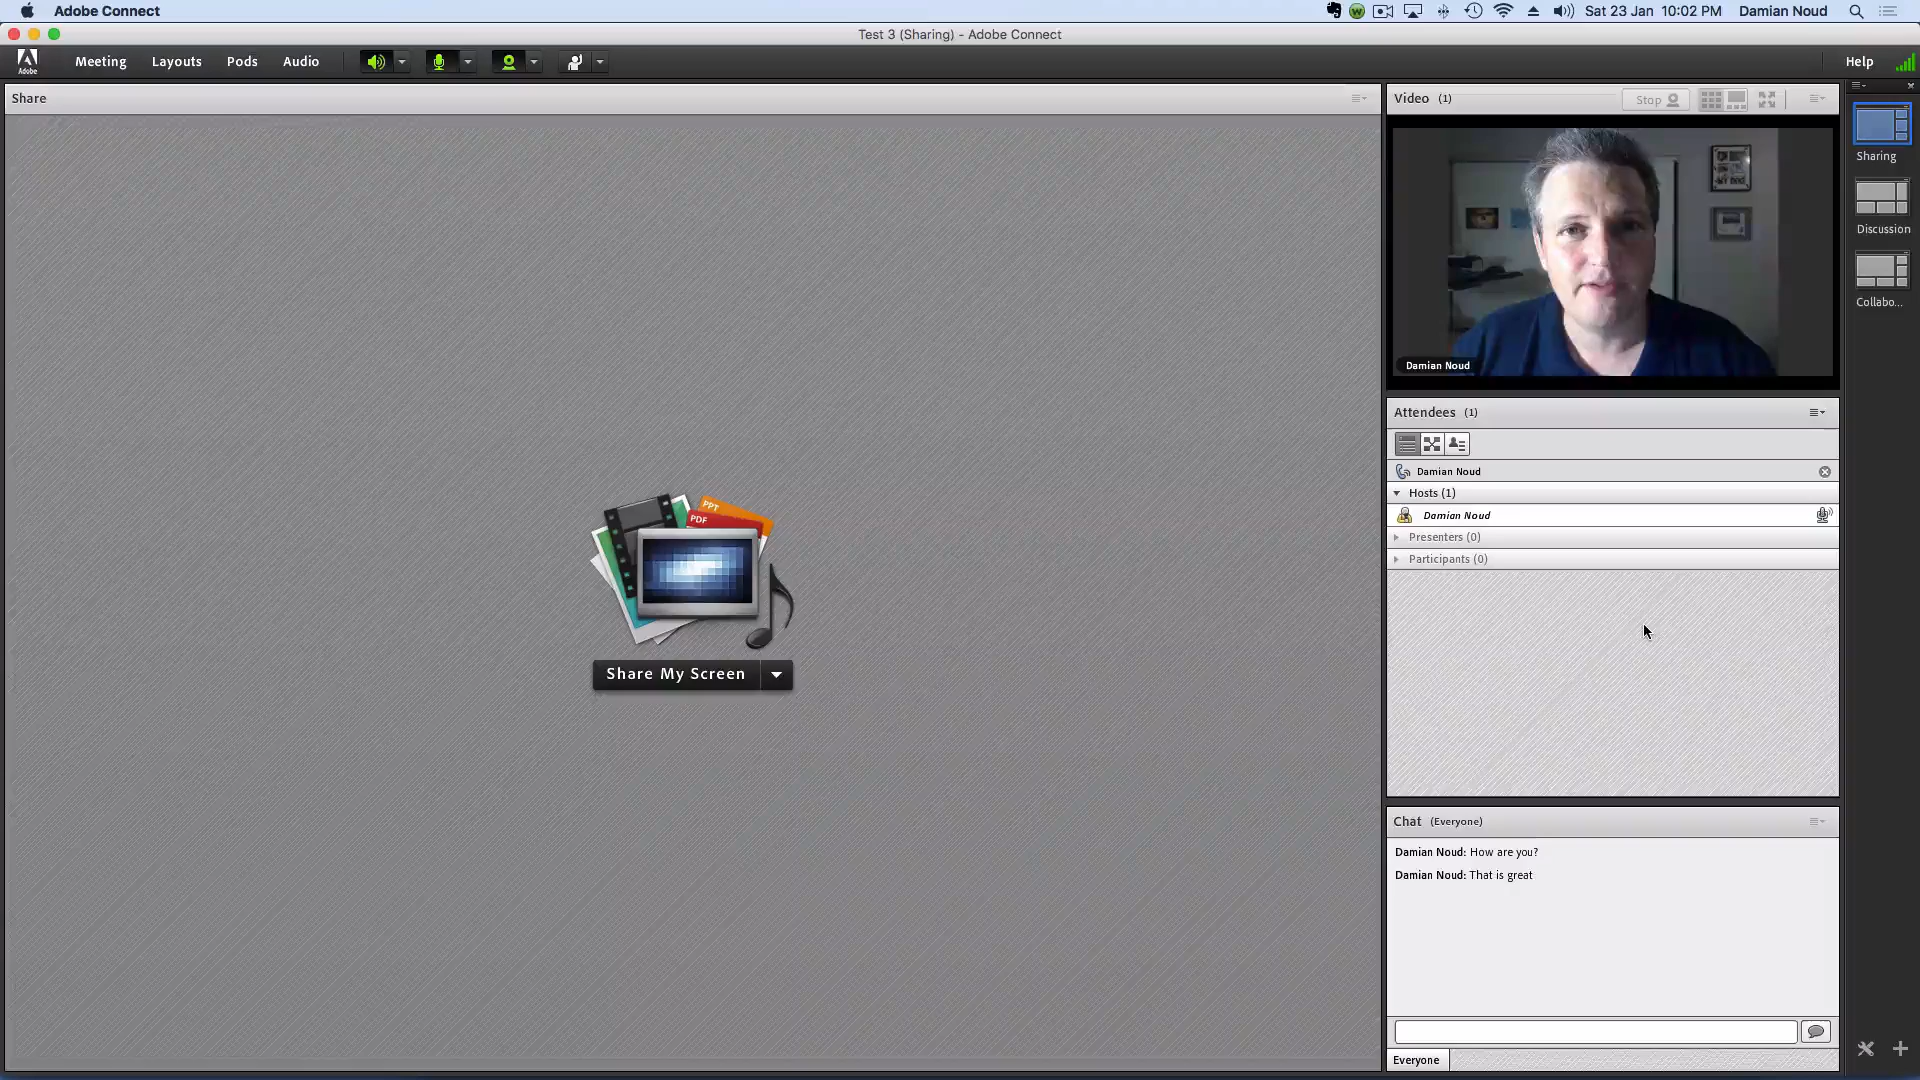 Adobe Connect
Sat 23 Jan 10:02 PM Damian Noud
Test 3 (Sharing) - Adobe Connect
Adobe
Meeting Layouts Pods Audio
Help
Share
Video (1)
Stop
Damian Noud
Sharing
Discussion
Collabo...
Attendees (1)
Damian Noud
Hosts (1)
Damian Noud
Presenters (0)
Participants (0)
PPT
PDF
Share My Screen
Chat (Everyone)
Damian Noud: How are you?
Damian Noud: That is great
Everyone